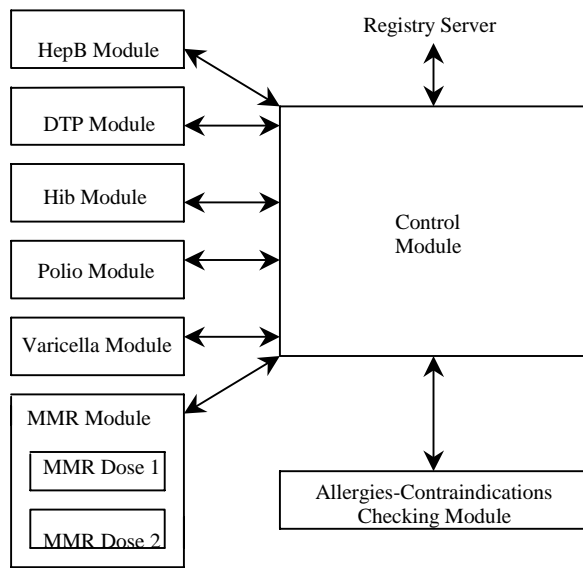 HepB Module
Registry Server
DTP Module
Hib Module
Control
Module
Polio Module
Varicella Module
MMR Module
MMR Dose 1
MMR Dose 2
Allergies-Contraindications
Checking Module